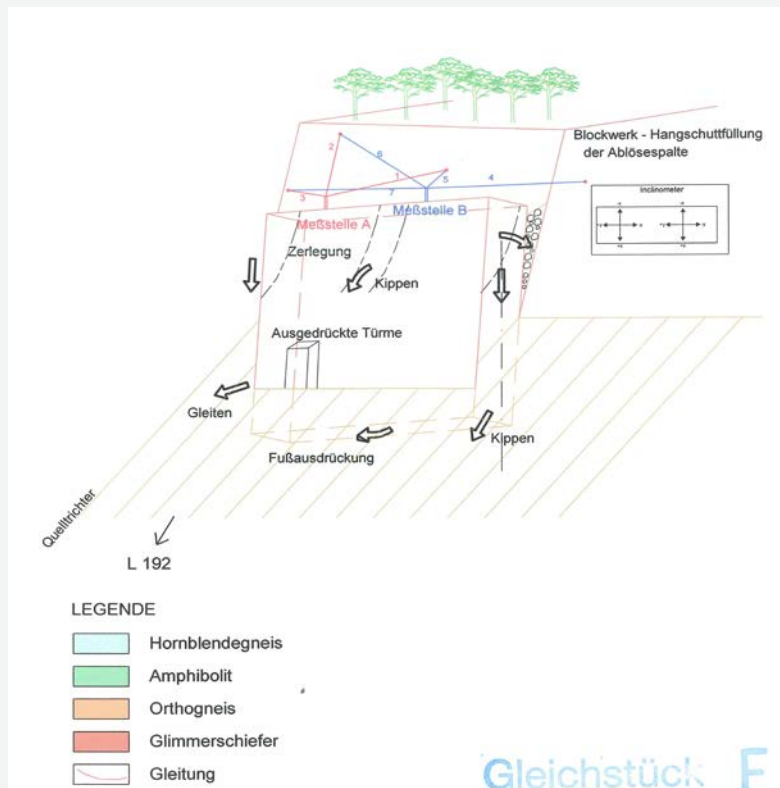 Blockwerk - Hangschuttfüllung
der Ablösespalte
2
6
1
5
4
3
7
Inclinometer
Meßstelle A
Meßstelle B
Zerlegung
Kippen
Ausgedrückte Türme
Gleiten
Kippen
Fußausdrückung
Quelltrichter
L 192
LEGENDE
Hornblendegneis
Amphibolit
Orthogneis
Glimmerschiefer
Gleitung
Gleichstück F